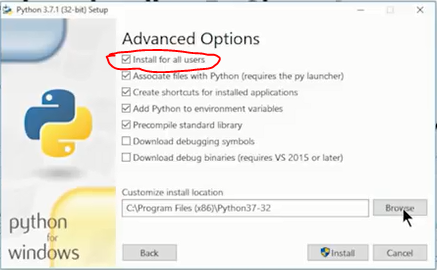 Python 3.7.1 (32-bit) Setup
Advanced Options
Install for all users
Associate files with Python (requires the py launcher)
Create shortcuts for installed applications
Add Python to environment variables
Precompile standard library
Download debugging symbols
Download debug binaries (requires VS 2015 or later)
Customize install location
C:\Program Files (x86)\Python37-32
Browse
python
for
windows
Back
Install
Cancel